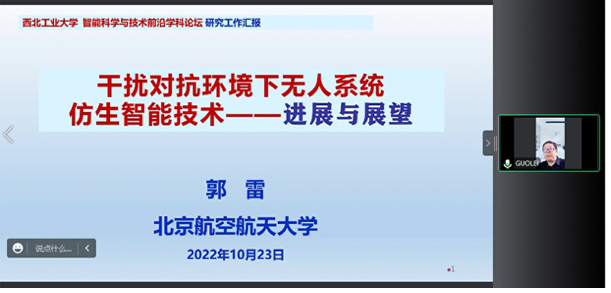 西北工业大学 智能科学与技术前沿学科论坛 研究工作汇报
干扰对抗环境下无人系统
仿生智能技术——进展与展望
郭 雷
北京航空航天大学
2022年10月23日
说点什么...
1
GUOLEI